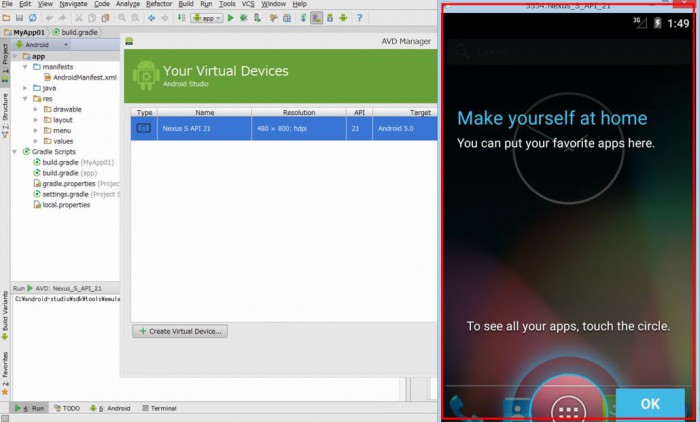 File Edit View Navigate Code Analyze Refactor Build Run Tools VCS Window Help
app
MyApp01 build.gradle
Android
app
manifests
AndroidManifest.xml
java
res
drawable
layout
menu
values
Gradle Scripts
build.gradle (MyApp01)
build.gradle (app)
gradle.properties (Projec
settings.gradle (Project S
local.properties
1: Project
7: Structure
Build Variants
2: Favorites
Run AVD: Nexus_S_API_21
C:¥android-studio¥sdk¥tools¥emule
4: Run TODO 6: Android Terminal
AVD Manager
Your Virtual Devices
Android Studio
Type Name Resolution API Target
Nexus S API 21 480 × 800: hdpi 21 Android 5.0
+ Create Virtual Device...
5554:Nexus_S_API_21
3G 1:49
Make yourself at home
You can put your favorite apps here.
To see all your apps, touch the circle.
OK